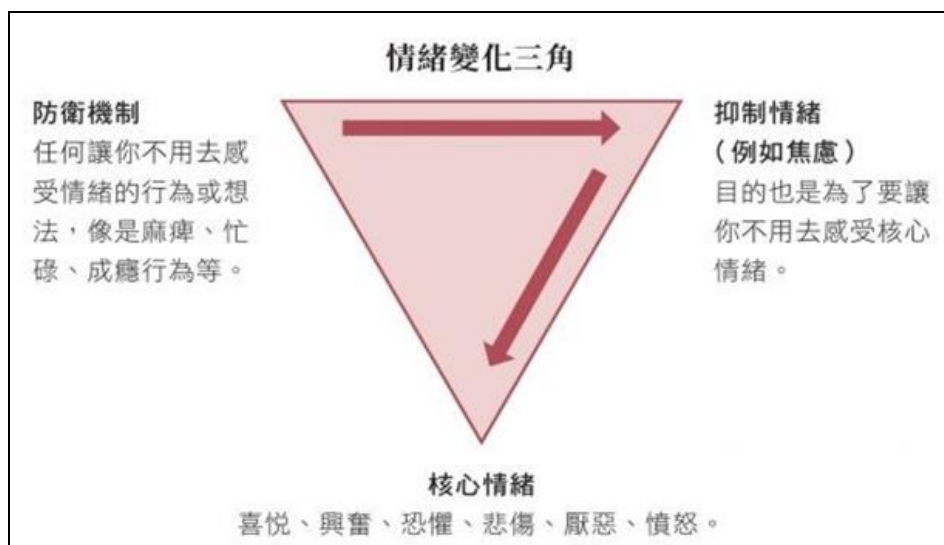 情緒變化三角
防衛機制
任何讓你不用去感
受情緒的行為或想
法，像是麻痺、忙
碌、成癮行為等。
抑制情緒
（例如焦慮）
目的也是為了要讓
你不用去感受核心
情緒。
核心情緒
喜悅、興奮、恐懼、悲傷、厭惡、憤怒。